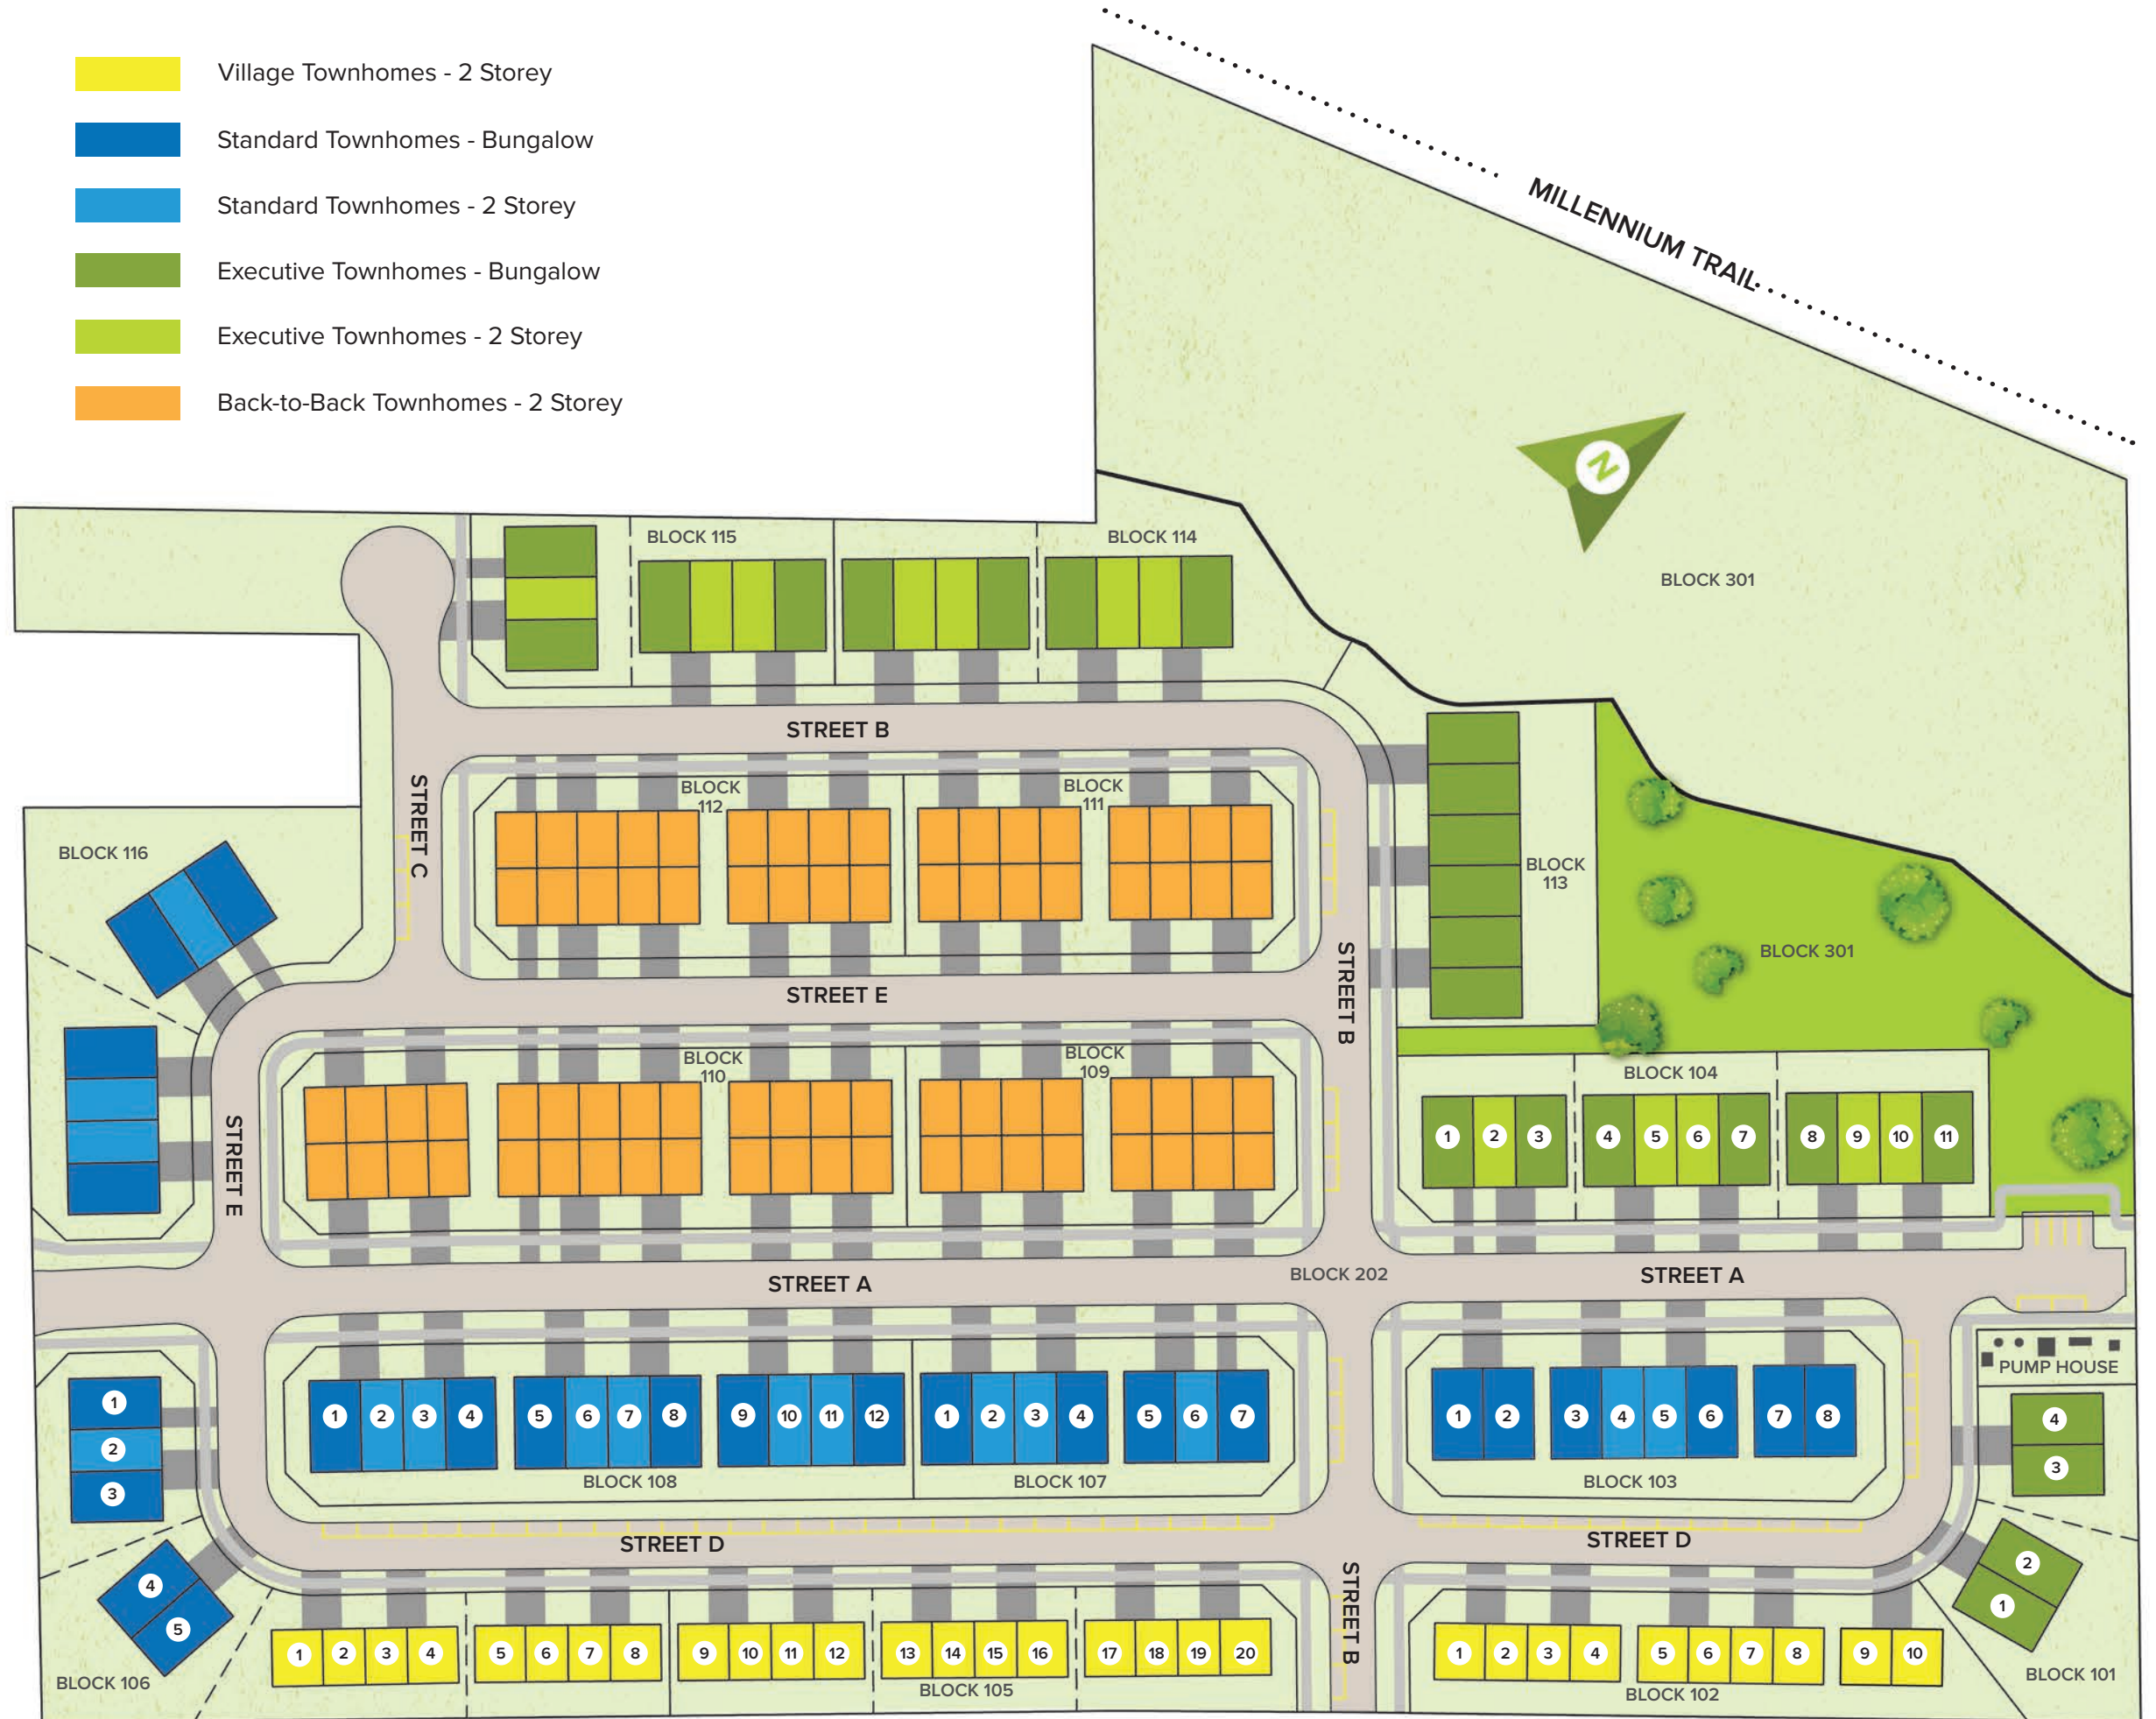 Village Townhomes - 2 Storey
Standard Townhomes - Bungalow
Standard Townhomes - 2 Storey
Executive Townhomes - Bungalow
Executive Townhomes - 2 Storey
Back-to-Back Townhomes - 2 Storey
MILLENNIUM TRAIL
N
BLOCK 301
BLOCK 115
BLOCK 114
STREET B
STREET C
BLOCK
112
BLOCK
111
BLOCK 116
BLOCK
113
BLOCK 301
STREET B
STREET E
BLOCK
110
BLOCK
109
BLOCK 104
STREET E
1 2 3 4 5 6 7 8 9 10 11
STREET A
BLOCK 202
STREET A
PUMP HOUSE
1
2
3
1 2 3 4 5 6 7 8 9 10 11 12
BLOCK 108
1 2 3 4 5 6 7
BLOCK 107
1 2 3 4 5 6 7 8
BLOCK 103
4
3
STREET D
STREET D
4
5
BLOCK 106
1 2 3 4 5 6 7 8 9 10 11 12 13 14 15 16 17 18 19 20
BLOCK 105
STREET B
1 2 3 4 5 6 7 8 9 10
BLOCK 102
2
1
BLOCK 101